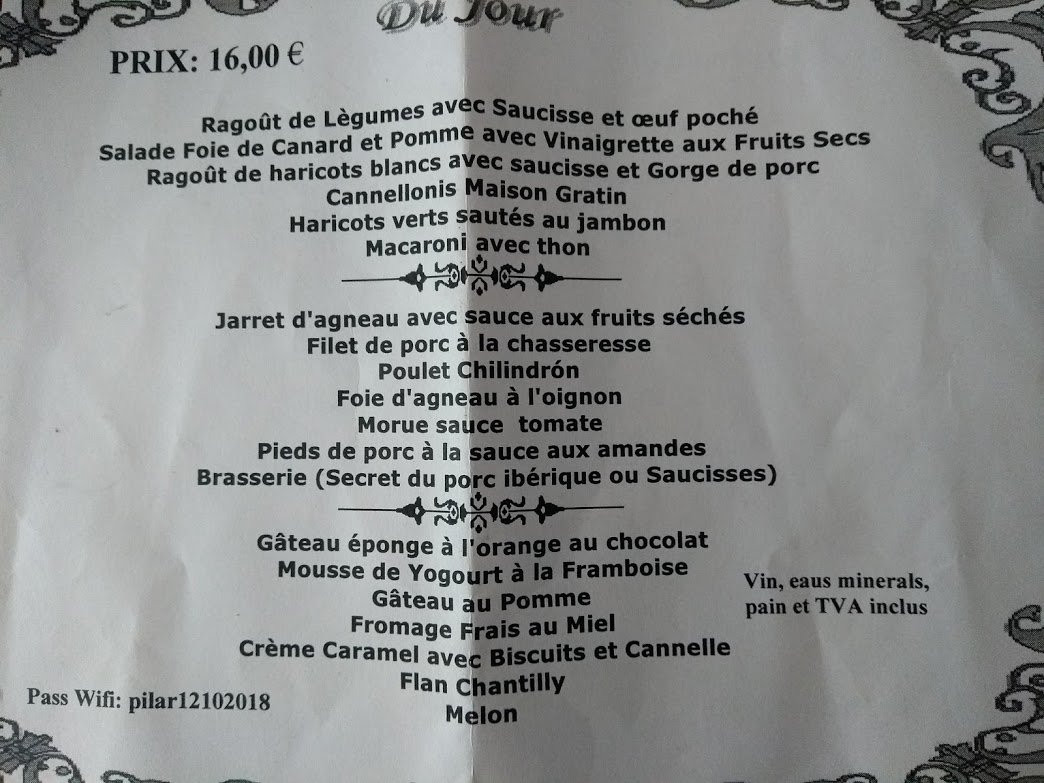 Du Jour
PRIX: 16,00 €
Ragoût de Lègumes avec Saucisse et œuf poché
Salade Foie de Canard et Pomme avec Vinaigrette aux Fruits Secs
Ragoût de haricots blancs avec saucisse et Gorge de porc
Cannellonis Maison Gratin
Haricots verts sautés au jambon
Macaroni avec thon
Jarret d'agneau avec sauce aux fruits séchés
Filet de porc à la chasseresse
Poulet Chilindrón
Foie d'agneau à l'oignon
Morue sauce tomate
Pieds de porc à la sauce aux amandes
Brasserie (Secret du porc ibérique ou Saucisses)
Gâteau éponge à l'orange au chocolat
Mousse de Yogourt à la Framboise
Gâteau au Pomme
Fromage Frais au Miel
Crème Caramel avec Biscuits et Cannelle
Flan Chantilly
Melon
Vin, eaus minerals,
pain et TVA inclus
Pass Wifi: pilar12102018